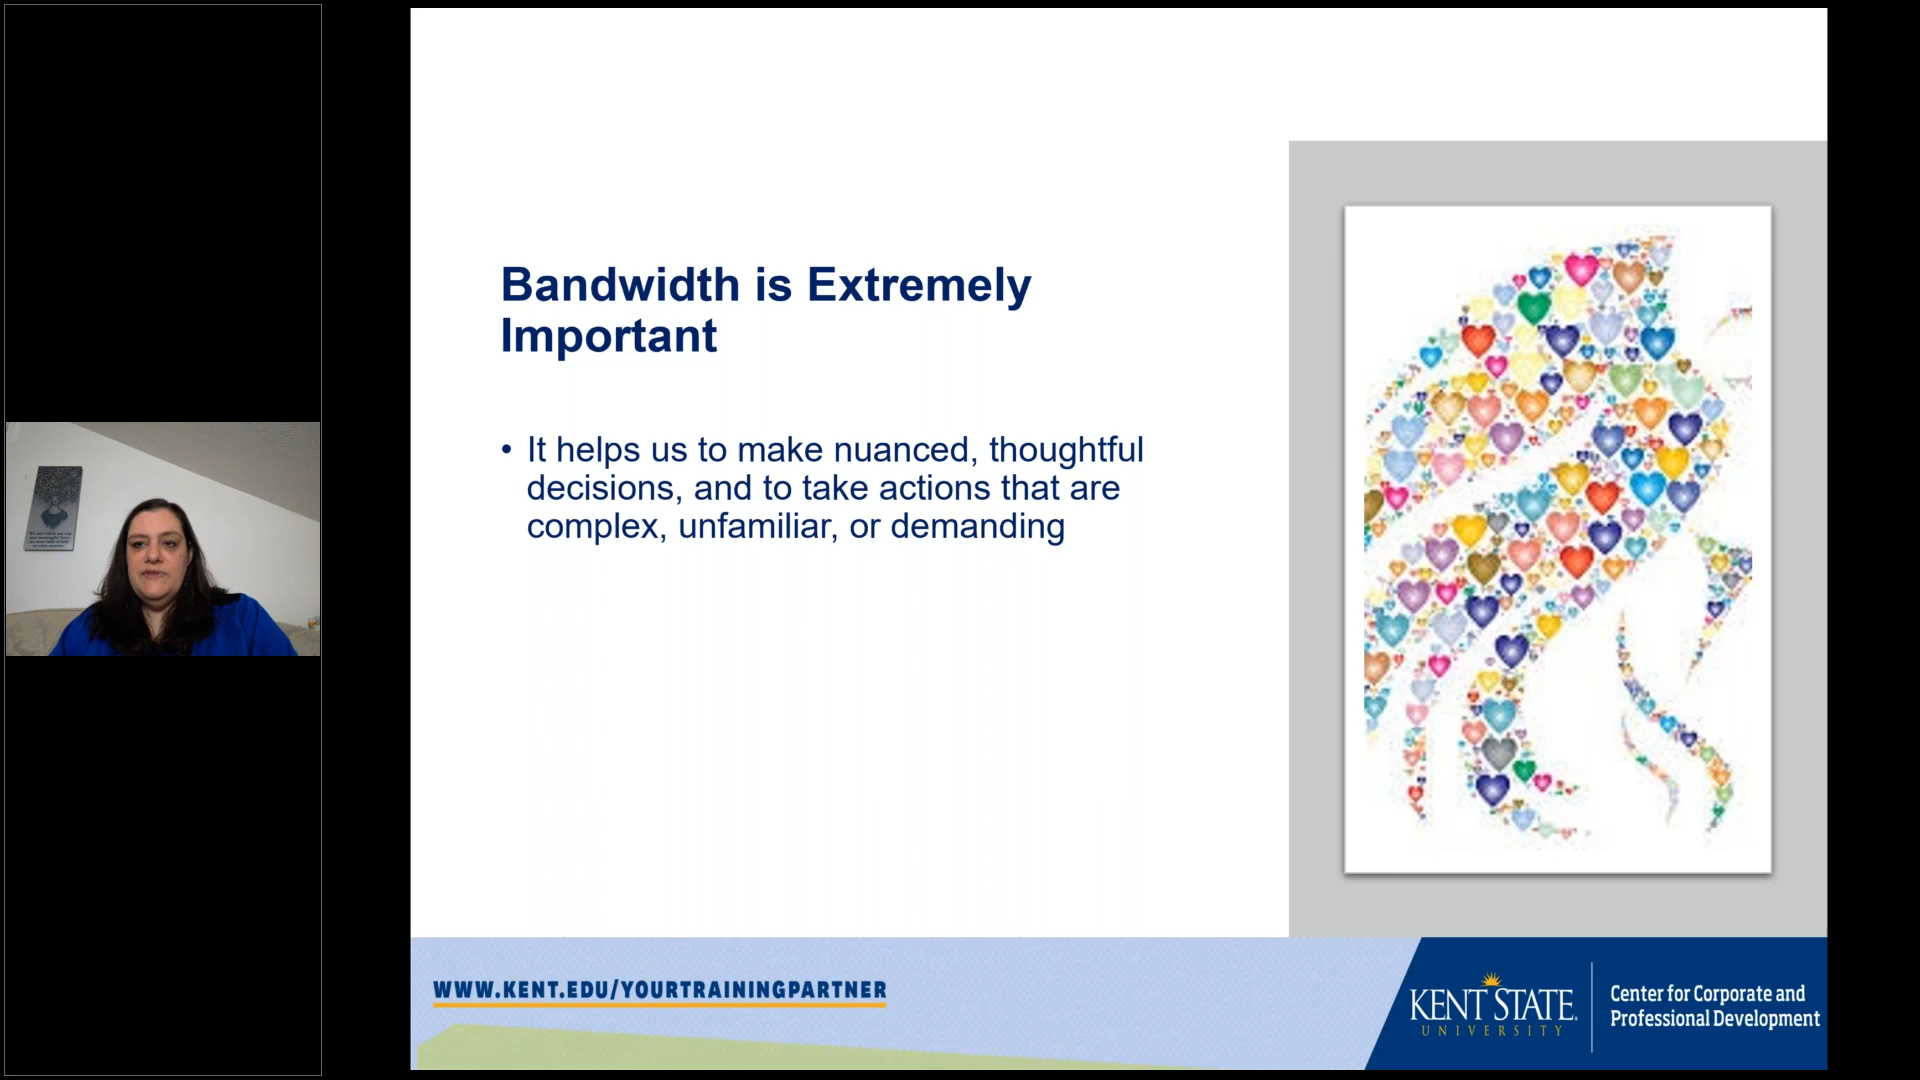 Bandwidth is Extremely
Important
• It helps us to make nuanced, thoughtful
decisions, and to take actions that are
complex, unfamiliar, or demanding
WWW.KENT.EDU/YOURTRAININGPARTNER
KENT STATE.
UNIVERSITY
Center for Corporate and
Professional Development